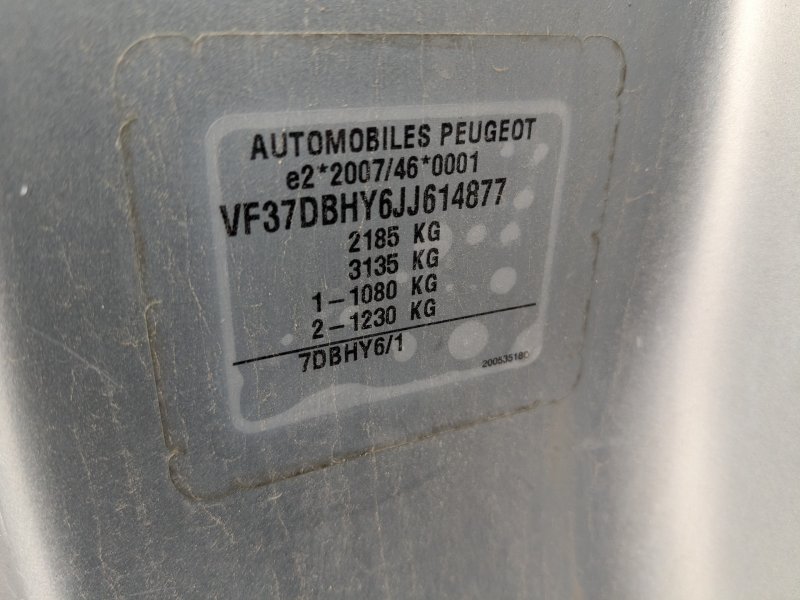 AUTOMOBILES PEUGEOT
e2*2007/46*0001
VF37DBHY6JJ614877
2185 KG
3135 KG
1-1080 KG
2-1230 KG
7DBHY6/1
20053518D